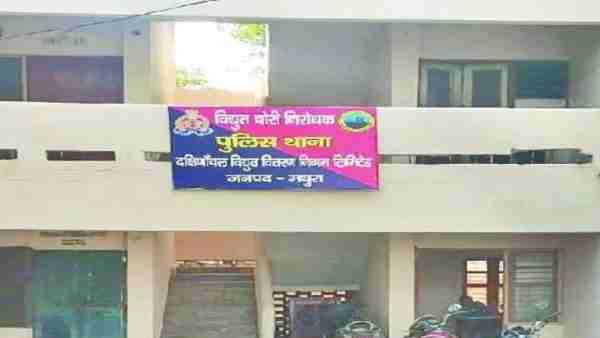 विद्युत चोरी निरोधक
पुलिस थाना
दक्षिणाँचल विद्युत वितरण निगम लिमिटेड
जनपद - मथुरा